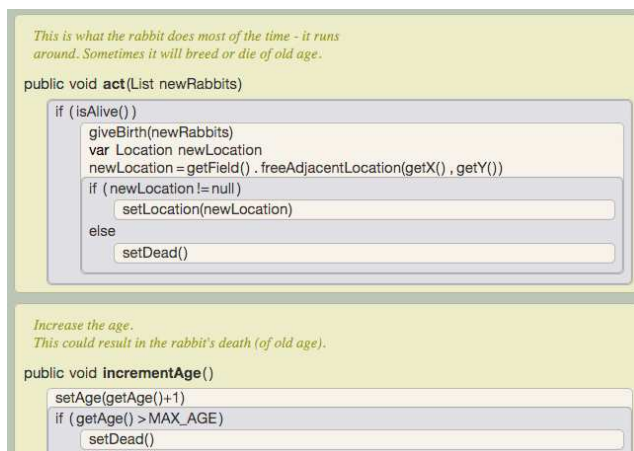 This is what the rabbit does most of the time - it runs
around. Sometimes it will breed or die of old age.
public void act(List newRabbits)
if (isAlive())
giveBirth(newRabbits)
var Location newLocation
newLocation = getField() . freeAdjacentLocation(getX() , getY())
if ( newLocation != null )
setLocation(newLocation)
else
setDead()
Increase the age.
This could result in the rabbit's death (of old age).
public void incrementAge()
setAge(getAge()+1)
if ( getAge() > MAX_AGE)
setDead()